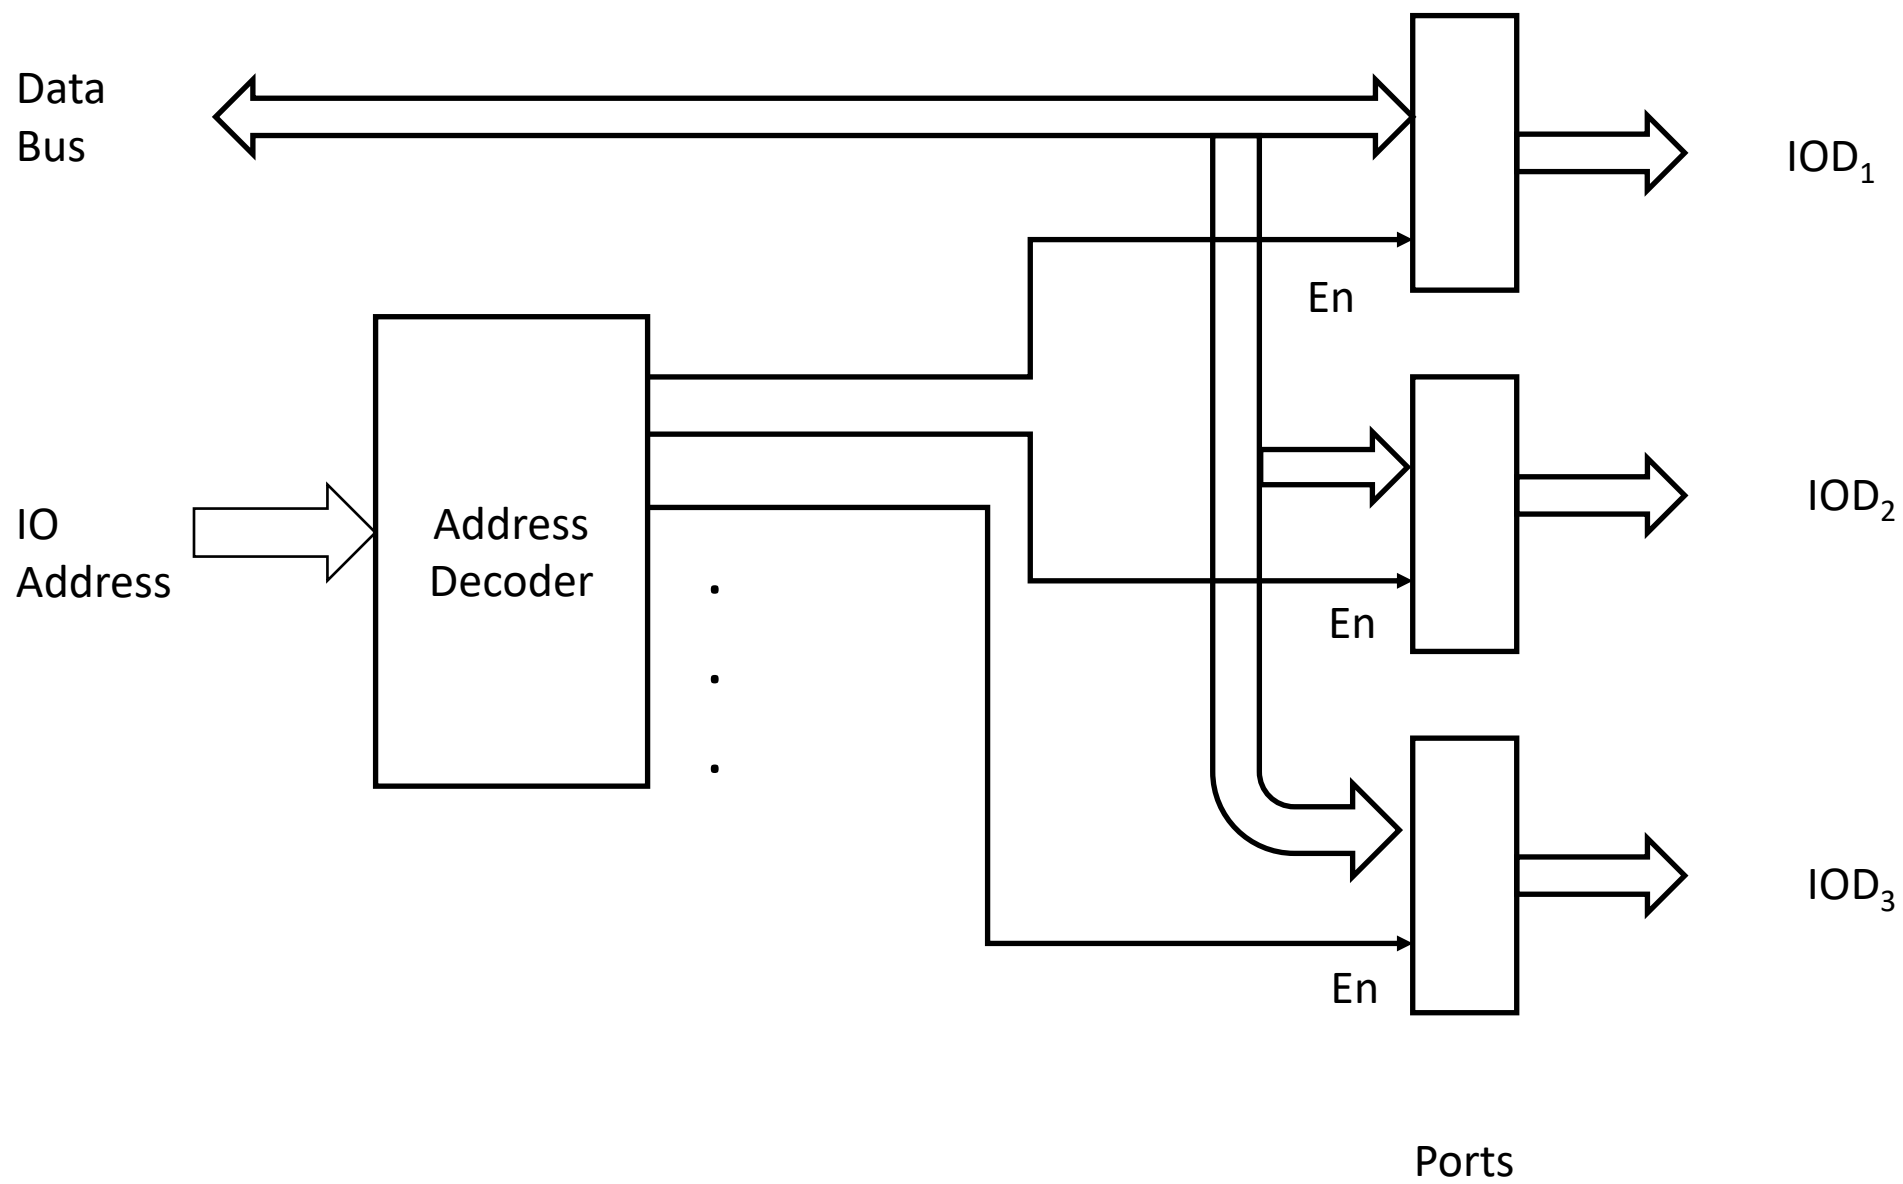 Data
Bus
IOD₁
En
IO
Address
Address
Decoder
IOD₂
En
IOD₃
En
Ports